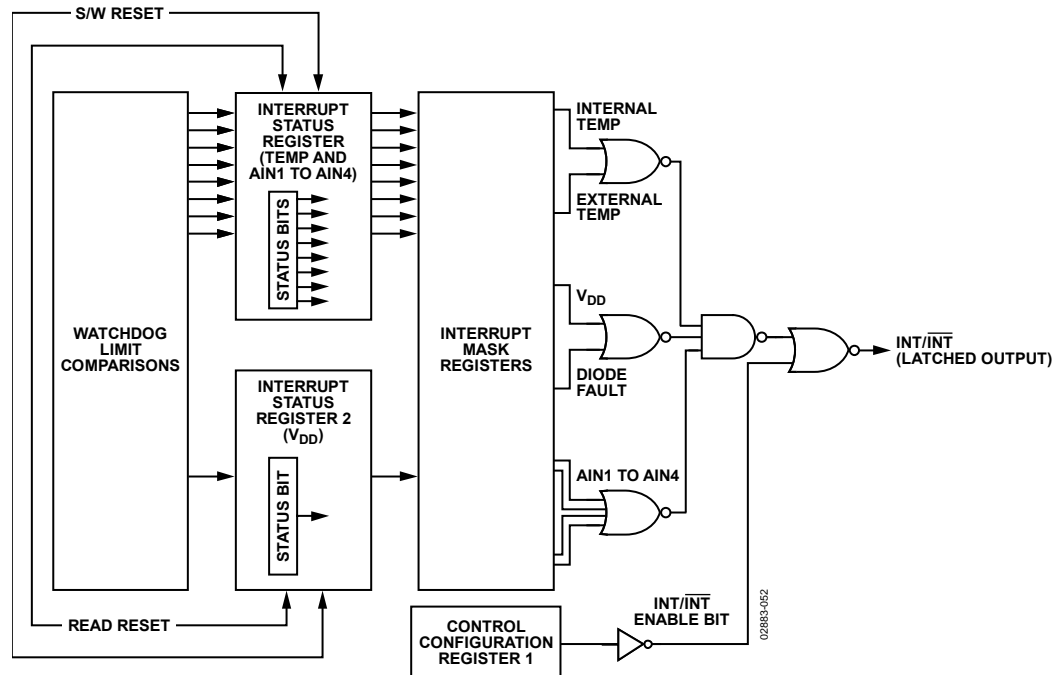 S/W RESET
WATCHDOG
LIMIT
COMPARISONS
INTERRUPT
STATUS
REGISTER
(TEMP AND
AIN1 TO AIN4)
STATUS BITS
INTERRUPT
STATUS
REGISTER 2
(VDD)
STATUS BIT
READ RESET
INTERRUPT
MASK
REGISTERS
INTERNAL
TEMP
EXTERNAL
TEMP
VDD
DIODE
FAULT
AIN1 TO AIN4
CONTROL
CONFIGURATION
REGISTER 1
INT/I̅N̅T̅
ENABLE BIT
INT/I̅N̅T̅
(LATCHED OUTPUT)
02883-052